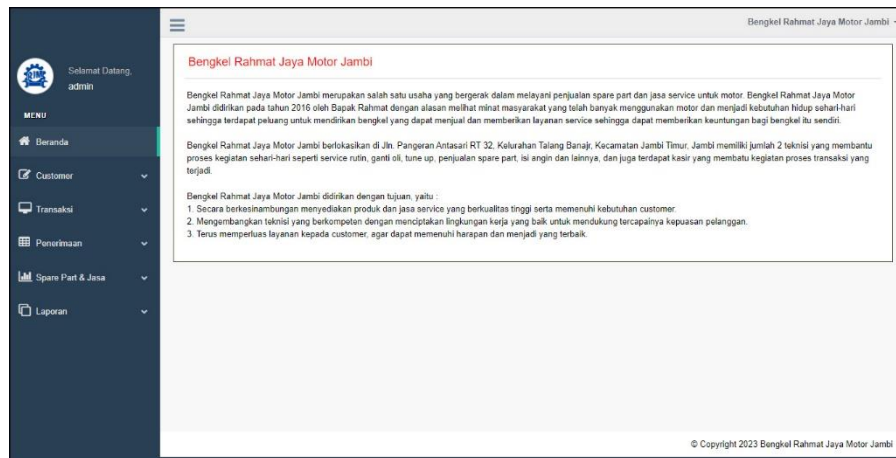 Bengkel Rahmat Jaya Motor Jambi
RJM
Selamat Datang,
admin
MENU
Beranda
Customer
Transaksi
Penerimaan
Spare Part & Jasa
Laporan
Bengkel Rahmat Jaya Motor Jambi
Bengkel Rahmat Jaya Motor Jambi merupakan salah satu usaha yang bergerak dalam melayani penjualan spare part dan jasa service untuk motor. Bengkel Rahmat Jaya Motor
Jambi didirikan pada tahun 2016 oleh Bapak Rahmat dengan alasan melihat minat masyarakat yang telah banyak menggunakan motor dan menjadi kebutuhan hidup sehari-hari
sehingga terdapat peluang untuk mendirikan bengkel yang dapat menjual dan memberikan layanan service sehingga dapat memberikan keuntungan bagi bengkel itu sendiri.
Bengkel Rahmat Jaya Motor Jambi berlokasikan di Jln. Pangeran Antasari RT 32, Kelurahan Talang Banajr, Kecamatan Jambi Timur, Jambi memiliki jumlah 2 teknisi yang membantu
proses kegiatan sehari-hari seperti service rutin, ganti oli, tune up, penjualan spare part, isi angin dan lainnya, dan juga terdapat kasir yang membatu kegiatan proses transaksi yang
terjadi.
Bengkel Rahmat Jaya Motor Jambi didirikan dengan tujuan, yaitu :
1. Secara berkesinambungan menyediakan produk dan jasa service yang berkualitas tinggi serta memenuhi kebutuhan customer.
2. Mengembangkan teknisi yang berkompeten dengan menciptakan lingkungan kerja yang baik untuk mendukung tercapainya kepuasan pelanggan.
3. Terus memperluas layanan kepada customer, agar dapat memenuhi harapan dan menjadi yang terbaik.
© Copyright 2023 Bengkel Rahmat Jaya Motor Jambi